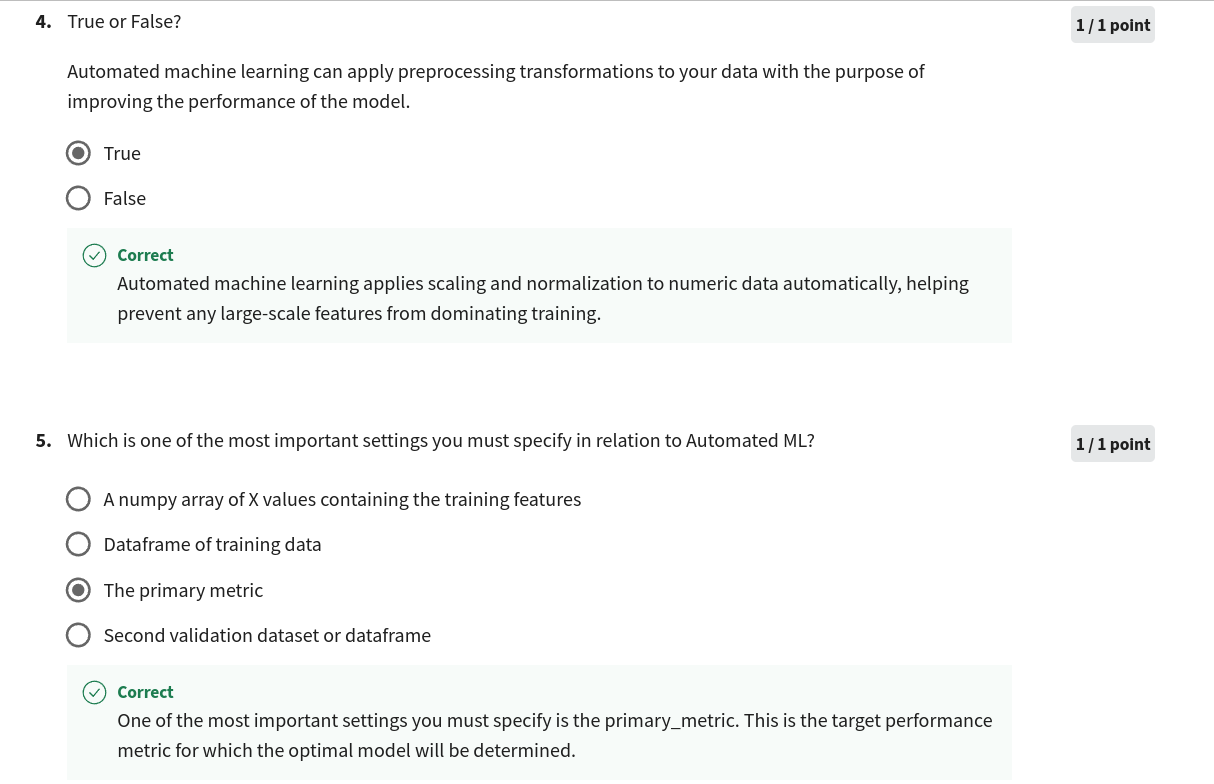 4. True or False?
1 / 1 point
Automated machine learning can apply preprocessing transformations to your data with the purpose of
improving the performance of the model.
True
False
Correct
Automated machine learning applies scaling and normalization to numeric data automatically, helping
prevent any large-scale features from dominating training.
5. Which is one of the most important settings you must specify in relation to Automated ML?
1 / 1 point
A numpy array of X values containing the training features
Dataframe of training data
The primary metric
Second validation dataset or dataframe
Correct
One of the most important settings you must specify is the primary_metric. This is the target performance
metric for which the optimal model will be determined.